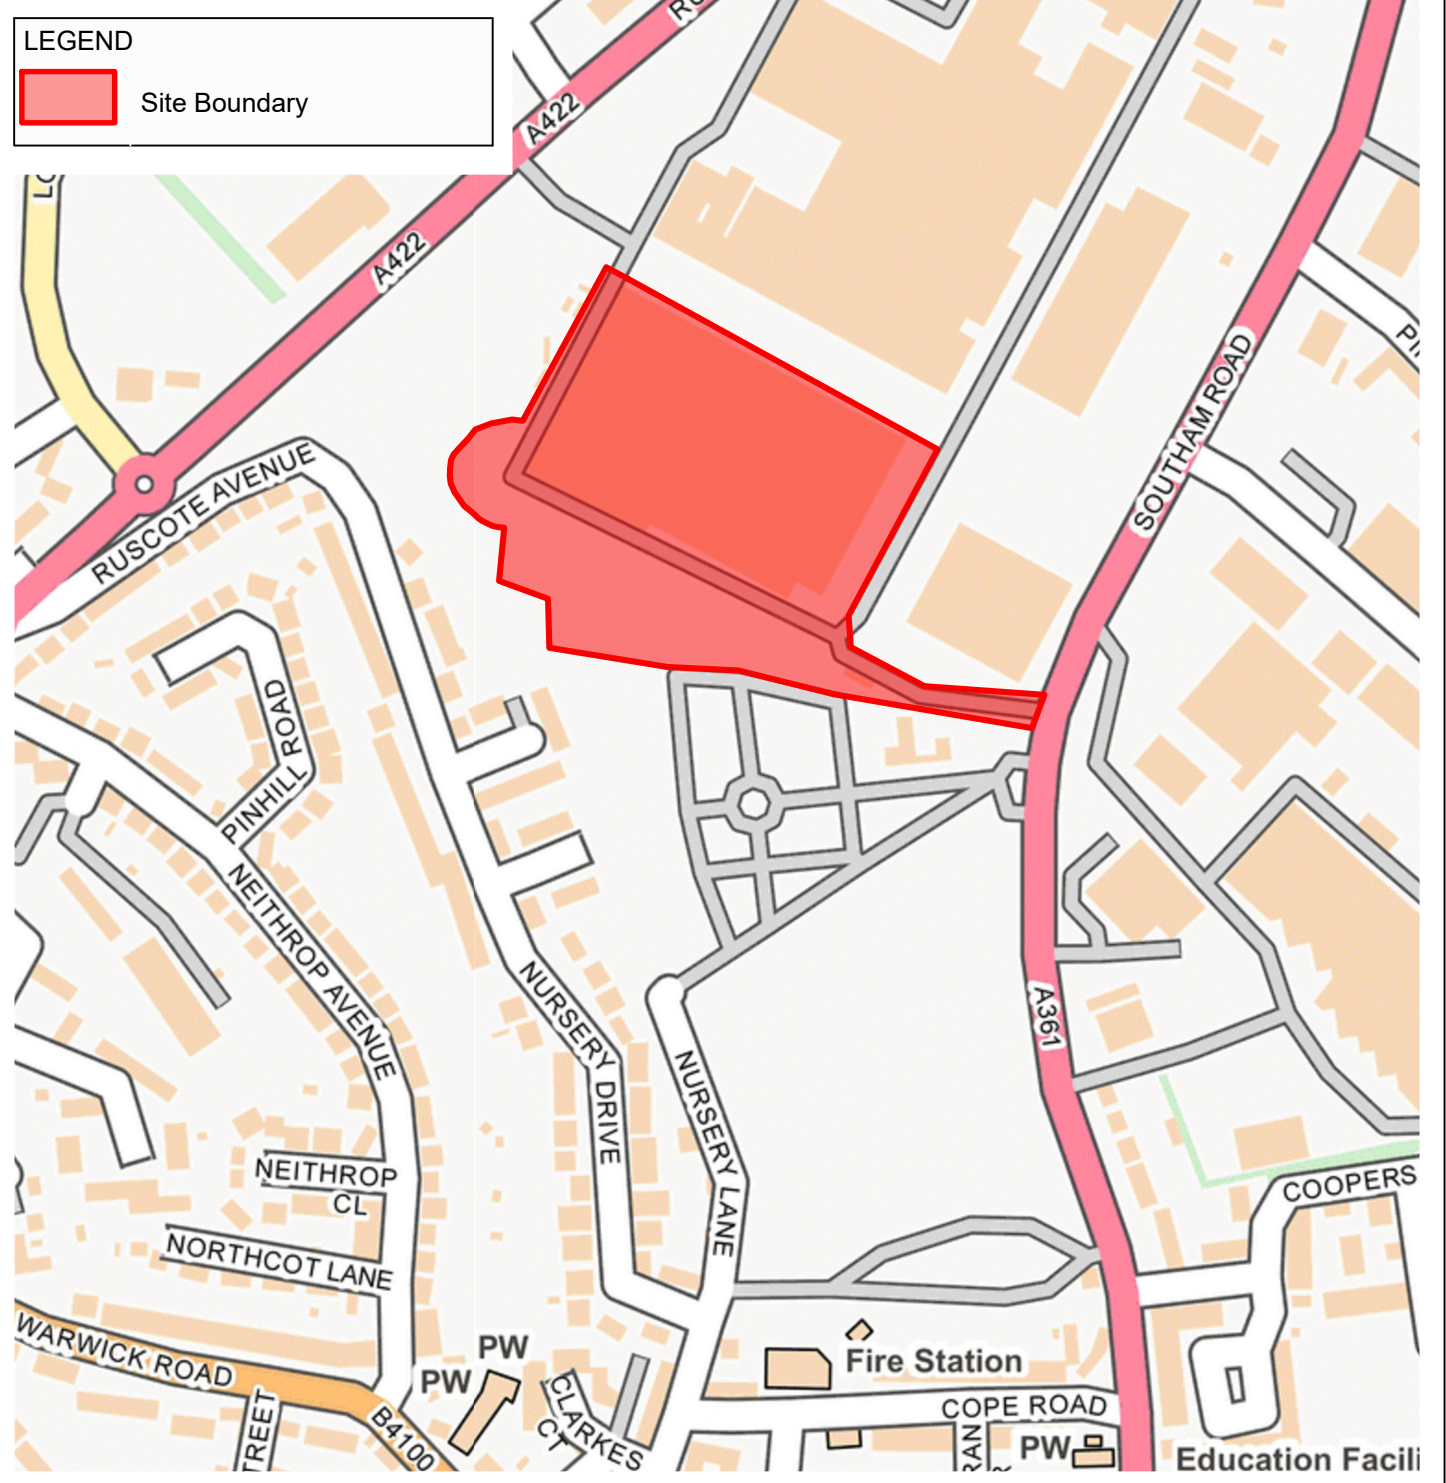 LEGEND
Site Boundary
A422
A422
SOUTHAM ROAD
RUSCOTE AVENUE
PINHILL ROAD
NEITHROP AVENUE
NURSERY DRIVE
A361
NURSERY LANE
NEITHROP
CL
COOPERS
NORTHCOT LANE
WARWICK ROAD
PW
PW
Fire Station
CLARKES
CT
COPE ROAD
B4100
PW
Education Facili